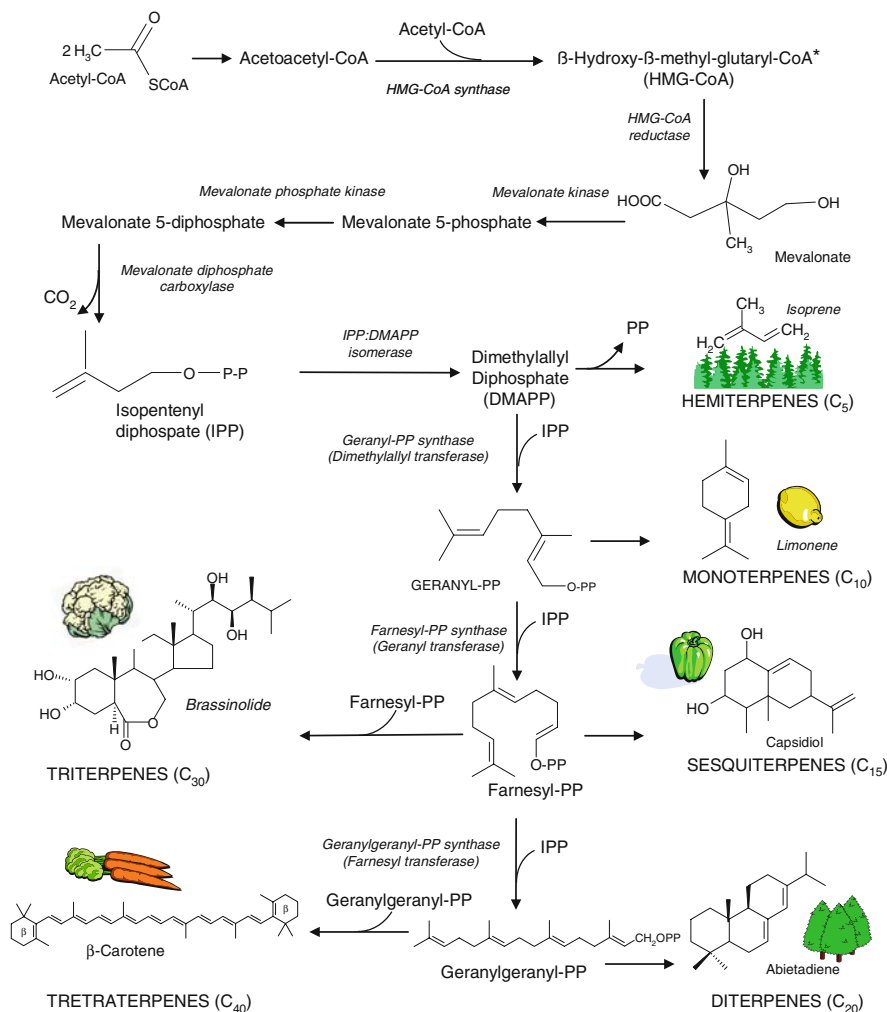 O
2 H₃C
SCoA
Acetyl-CoA
Acetoacetyl-CoA
Acetyl-CoA
HMG-CoA synthase
ß-Hydroxy-ß-methyl-glutaryl-CoA*
(HMG-CoA)
HMG-CoA
reductase
OH
HOOC
OH
CH₃
Mevalonate
Mevalonate kinase
Mevalonate 5-phosphate
Mevalonate phosphate kinase
Mevalonate 5-diphosphate
Mevalonate diphosphate
carboxylase
CO₂
O
P-P
Isopentenyl
diphospate (IPP)
IPP:DMAPP
isomerase
Dimethylallyl
Diphosphate
(DMAPP)
PP
CH₃
Isoprene
H₂C
CH₂
HEMITERPENES (C₅)
Geranyl-PP synthase
(Dimethylallyl transferase)
IPP
GERANYL-PP
O-PP
Limonene
MONOTERPENES (C₁₀)
Farnesyl-PP synthase
(Geranyl transferase)
IPP
OH
OH
HO
HO
H
O
O
Brassinolide
TRITERPENES (C₃₀)
Farnesyl-PP
O-PP
Farnesyl-PP
OH
HO
Capsidiol
SESQUITERPENES (C₁₅)
Geranylgeranyl-PP synthase
(Farnesyl transferase)
IPP
β
β
β-Carotene
TRETRATERPENES (C₄₀)
Geranylgeranyl-PP
CH₂OPP
Geranylgeranyl-PP
Abietadiene
DITERPENES (C₂₀)